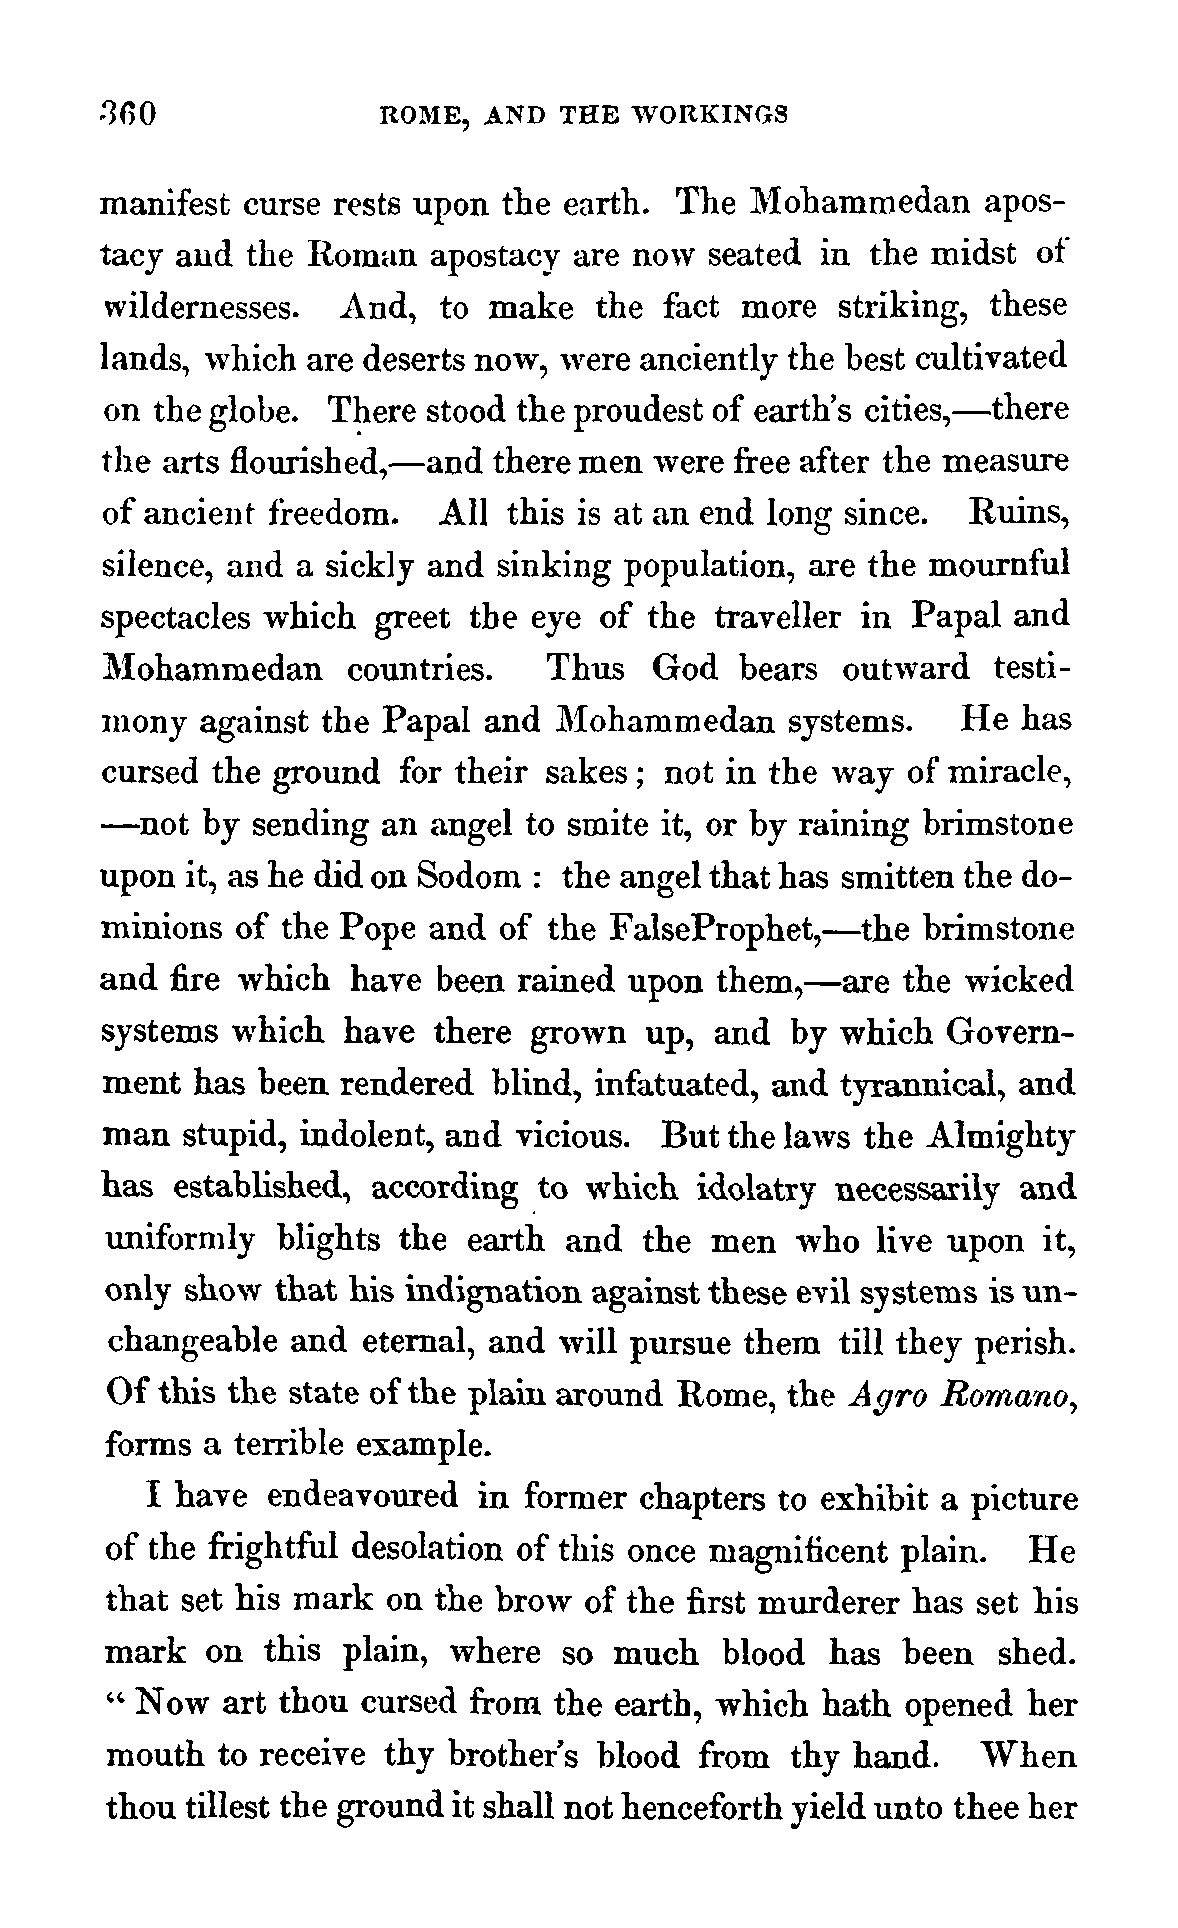 360 ROME, AND THE WORKINGS
manifest curse rests upon the earth. The Mohammedan apos-
tacy and the Roman apostacy are now seated in the midst of
wildernesses. And, to make the fact more striking, these
lands, which are deserts now, were anciently the best cultivated
on the globe. There stood the proudest of earth's cities,—there
the arts flourished,—and there men were free after the measure
of ancient freedom. All this is at an end long since. Ruins,
silence, and a sickly and sinking population, are the mournful
spectacles which greet the eye of the traveller in Papal and
Mohammedan countries. Thus God bears outward testi-
mony against the Papal and Mohammedan systems. He has
cursed the ground for their sakes; not in the way of miracle,
—not by sending an angel to smite it, or by raining brimstone
upon it, as he did on Sodom : the angel that has smitten the do-
minions of the Pope and of the FalseProphet,—the brimstone
and fire which have been rained upon them,—are the wicked
systems which have there grown up, and by which Govern-
ment has been rendered blind, infatuated, and tyrannical, and
man stupid, indolent, and vicious. But the laws the Almighty
has established, according to which idolatry necessarily and
uniformly blights the earth and the men who live upon it,
only show that his indignation against these evil systems is un-
changeable and eternal, and will pursue them till they perish.
Of this the state of the plain around Rome, the Agro Romano,
forms a terrible example.
I have endeavoured in former chapters to exhibit a picture
of the frightful desolation of this once magnificent plain. He
that set his mark on the brow of the first murderer has set his
mark on this plain, where so much blood has been shed.
“ Now art thou cursed from the earth, which hath opened her
mouth to receive thy brother's blood from thy hand. When
thou tillest the ground it shall not henceforth yield unto thee her